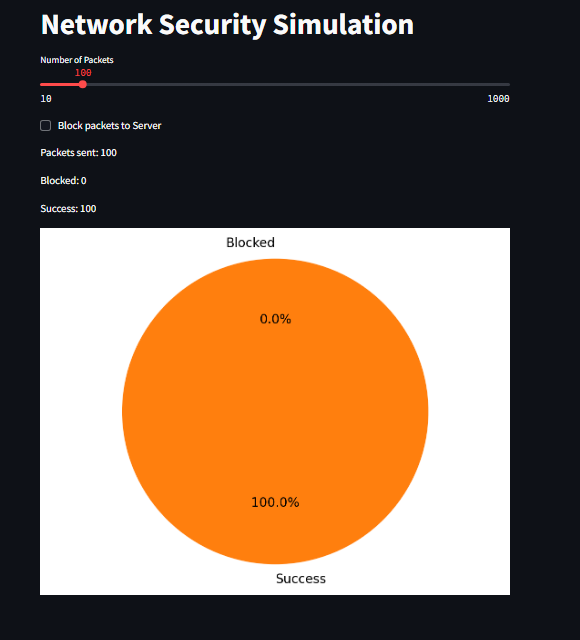 Network Security Simulation
Number of Packets
100
10 1000
Block packets to Server
Packets sent: 100
Blocked: 0
Success: 100
Blocked
0.0%
100.0%
Success